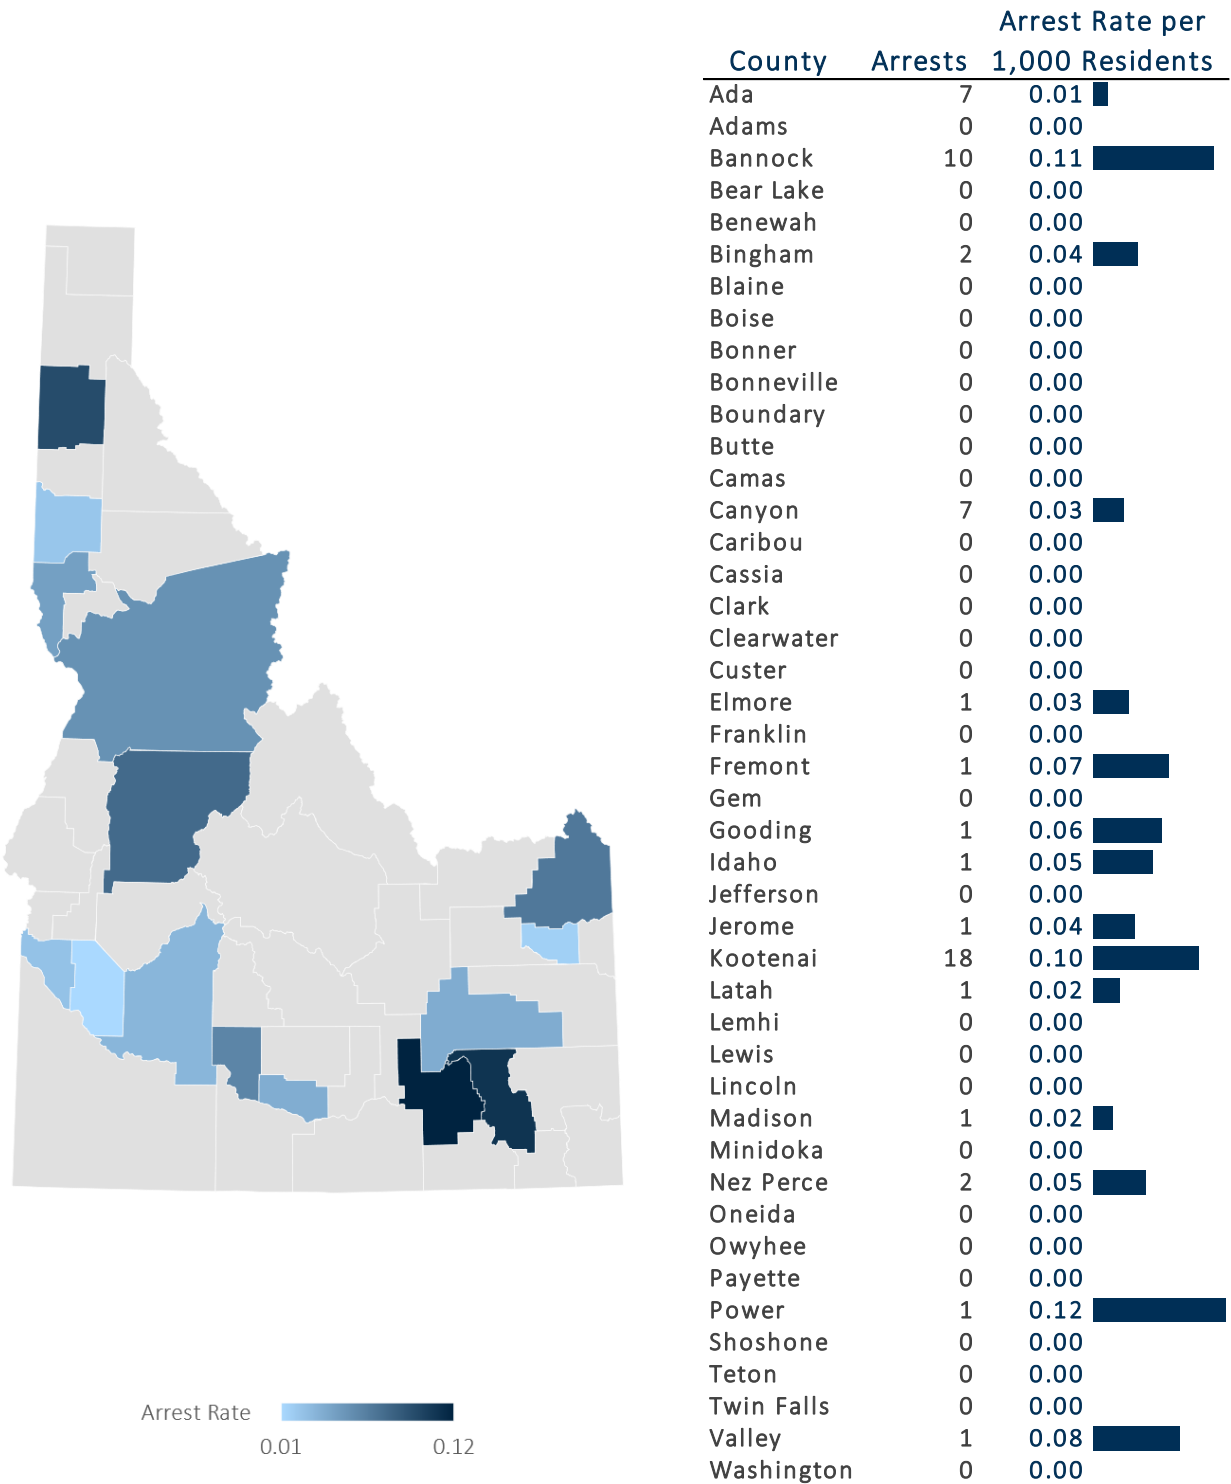 Arrest Rate per
County Arrests 1,000 Residents
Ada 7 0.01
Adams 0 0.00
Bannock 10 0.11
Bear Lake 0 0.00
Benewah 0 0.00
Bingham 2 0.04
Blaine 0 0.00
Boise 0 0.00
Bonner 0 0.00
Bonneville 0 0.00
Boundary 0 0.00
Butte 0 0.00
Camas 0 0.00
Canyon 7 0.03
Caribou 0 0.00
Cassia 0 0.00
Clark 0 0.00
Clearwater 0 0.00
Custer 0 0.00
Elmore 1 0.03
Franklin 0 0.00
Fremont 1 0.07
Gem 0 0.00
Gooding 1 0.06
Idaho 1 0.05
Jefferson 0 0.00
Jerome 1 0.04
Kootenai 18 0.10
Latah 1 0.02
Lemhi 0 0.00
Lewis 0 0.00
Lincoln 0 0.00
Madison 1 0.02
Minidoka 0 0.00
Nez Perce 2 0.05
Oneida 0 0.00
Owyhee 0 0.00
Payette 0 0.00
Power 1 0.12
Shoshone 0 0.00
Teton 0 0.00
Twin Falls 0 0.00
Valley 1 0.08
Washington 0 0.00
Arrest Rate
0.01 0.12